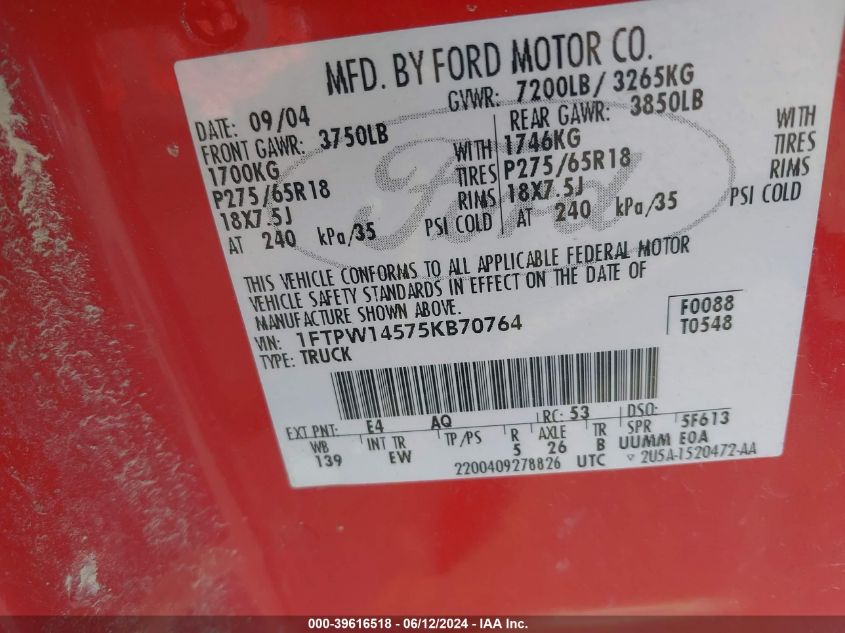 MFD. BY FORD MOTOR CO.
DATE: 09/04 GVWR: 7200LB / 3265KG
FRONT GAWR: 3750LB REAR GAWR: 3850LB
1700KG WITH 1746KG WITH
P275/65R18 TIRES P275/65R18 TIRES
18X7.5J RIMS 18X7.5J RIMS
AT 240 kPa/35 PSI COLD AT 240 kPa/35 PSI COLD
Ford
THIS VEHICLE CONFORMS TO ALL APPLICABLE FEDERAL MOTOR
VEHICLE SAFETY STANDARDS IN EFFECT ON THE DATE OF
MANUFACTURE SHOWN ABOVE.
VIN: 1FTPW14575KB70764 F0088
TYPE: TRUCK T0548
EXT PNT: E4 AQ RC: 53 DSO:
WB INT TR TP/PS R AXLE TR SPR 5F613
139 EW 5 26 B UUMM E0A
2200409278826 UTC ▽ 2U5A-1520472-AA
000-39616518 - 06/12/2024 - IAA Inc.